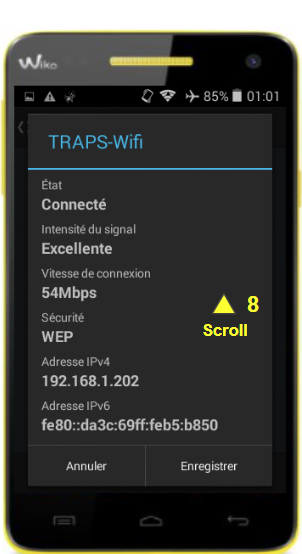 Wiko
85% 01:01
TRAPS-Wifi
État
Connecté
Intensité du signal
Excellente
Vitesse de connexion
54Mbps
8
Scroll
Sécurité
WEP
Adresse IPv4
192.168.1.202
Adresse IPv6
fe80::da3c:69ff:feb5:b850
Annuler
Enregistrer